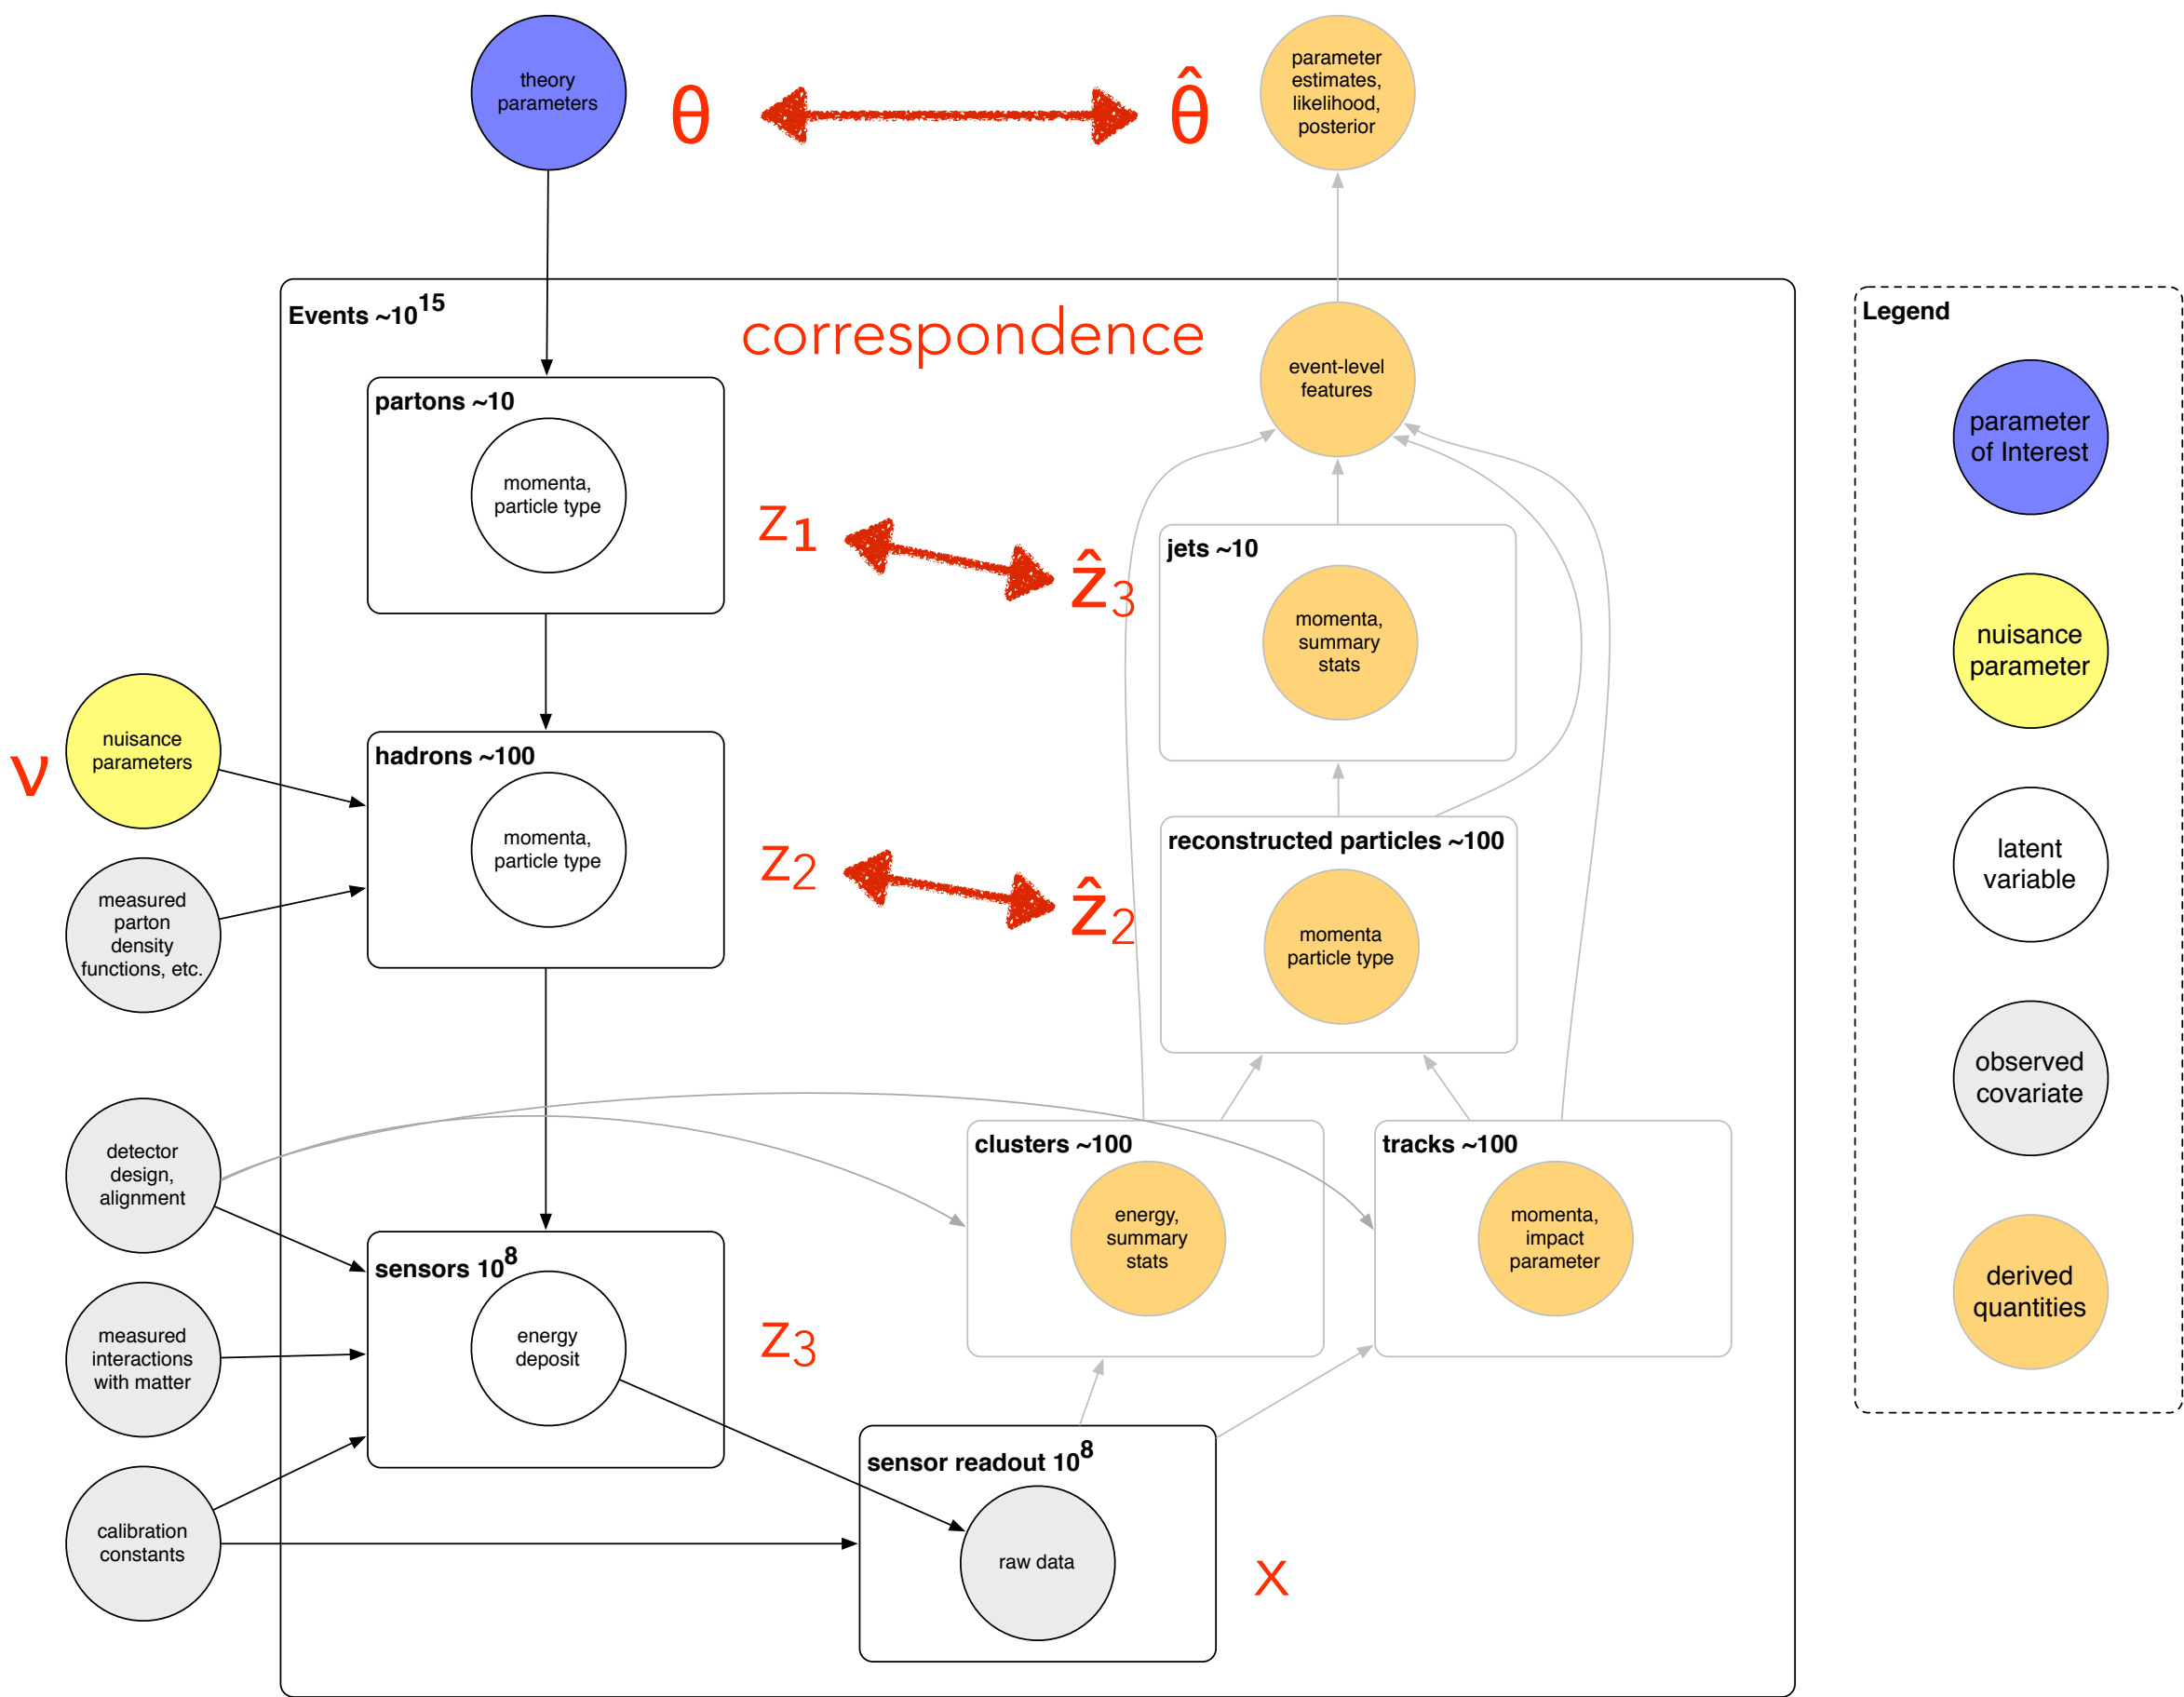 theory
parameters
θ
θ̂
parameter
estimates,
likelihood,
posterior
Events ~10^15
correspondence
event-level
features
partons ~10
momenta,
particle type
z1
ẑ3
jets ~10
momenta,
summary
stats
ν
nuisance
parameters
hadrons ~100
momenta,
particle type
z2
ẑ2
reconstructed particles ~100
momenta
particle type
measured
parton
density
functions, etc.
detector
design,
alignment
clusters ~100
energy,
summary
stats
tracks ~100
momenta,
impact
parameter
sensors 10^8
energy
deposit
z3
measured
interactions
with matter
calibration
constants
sensor readout 10^8
raw data
x
Legend
parameter
of Interest
nuisance
parameter
latent
variable
observed
covariate
derived
quantities